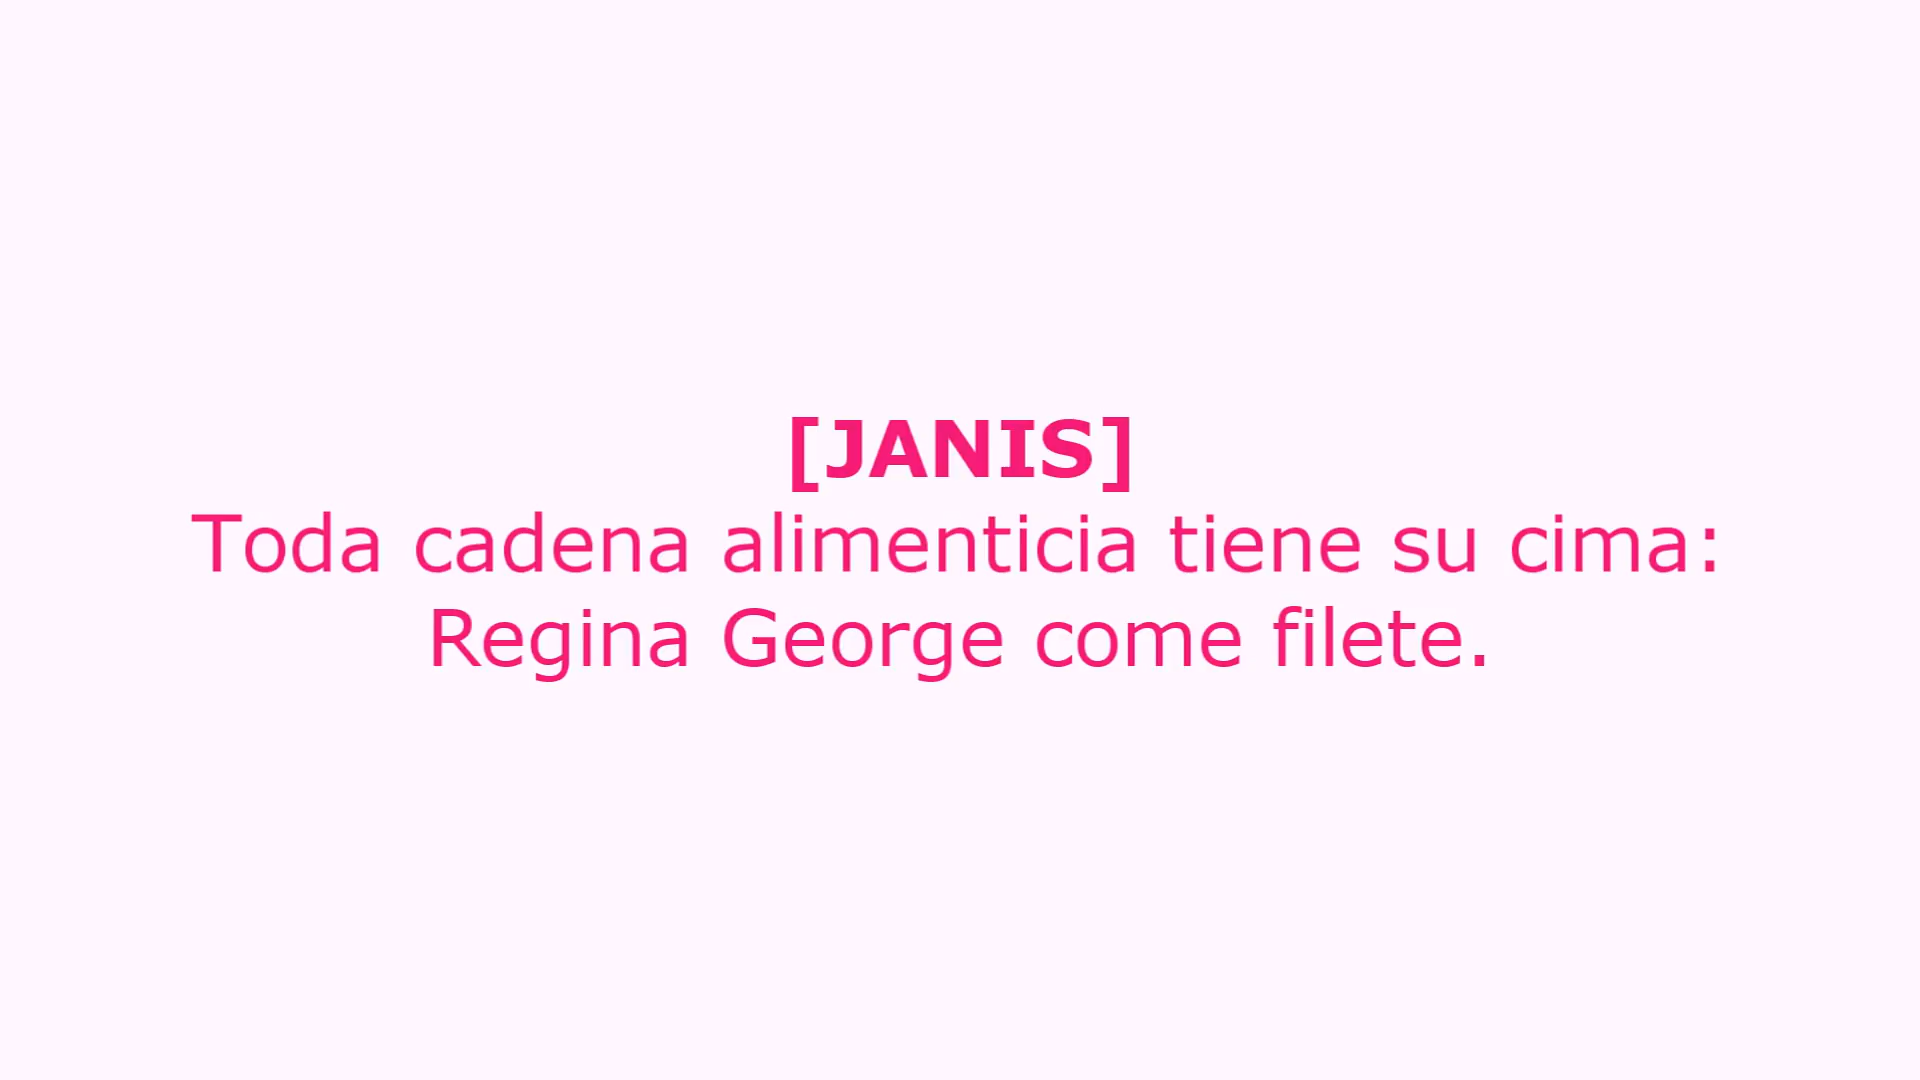 [JANIS]
Toda cadena alimenticia tiene su cima:
Regina George come filete.